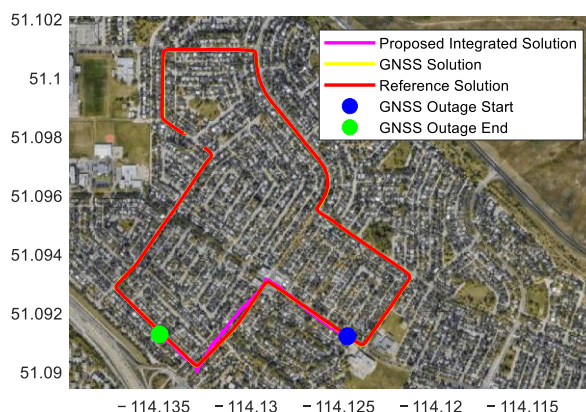 51.102
51.1
51.098
51.096
51.094
51.092
51.09
−114.135 −114.13 −114.125 −114.12 −114.115
Proposed Integrated Solution
GNSS Solution
Reference Solution
GNSS Outage Start
GNSS Outage End